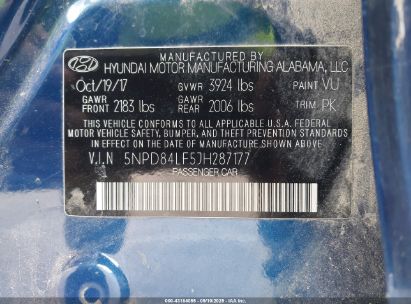 MANUFACTURED BY
HYUNDAI MOTOR MANUFACTURING ALABAMA, LLC
Oct/19/17 GVWR 3924 lbs PAINT VU
GAWR FRONT 2183 lbs GAWR REAR 2006 lbs TRIM PK
THIS VEHICLE CONFORMS TO ALL APPLICABLE U.S FEDERAL
MOTOR VEHICLE SAFETY, BUMPER, AND THEFT PREVENTION STANDARDS
IN EFFECT ON THE DATE OF MANUFACTURE SHOWN ABOVE.
V.I.N 5NPD84LF5JH287177
PASSENGER CAR